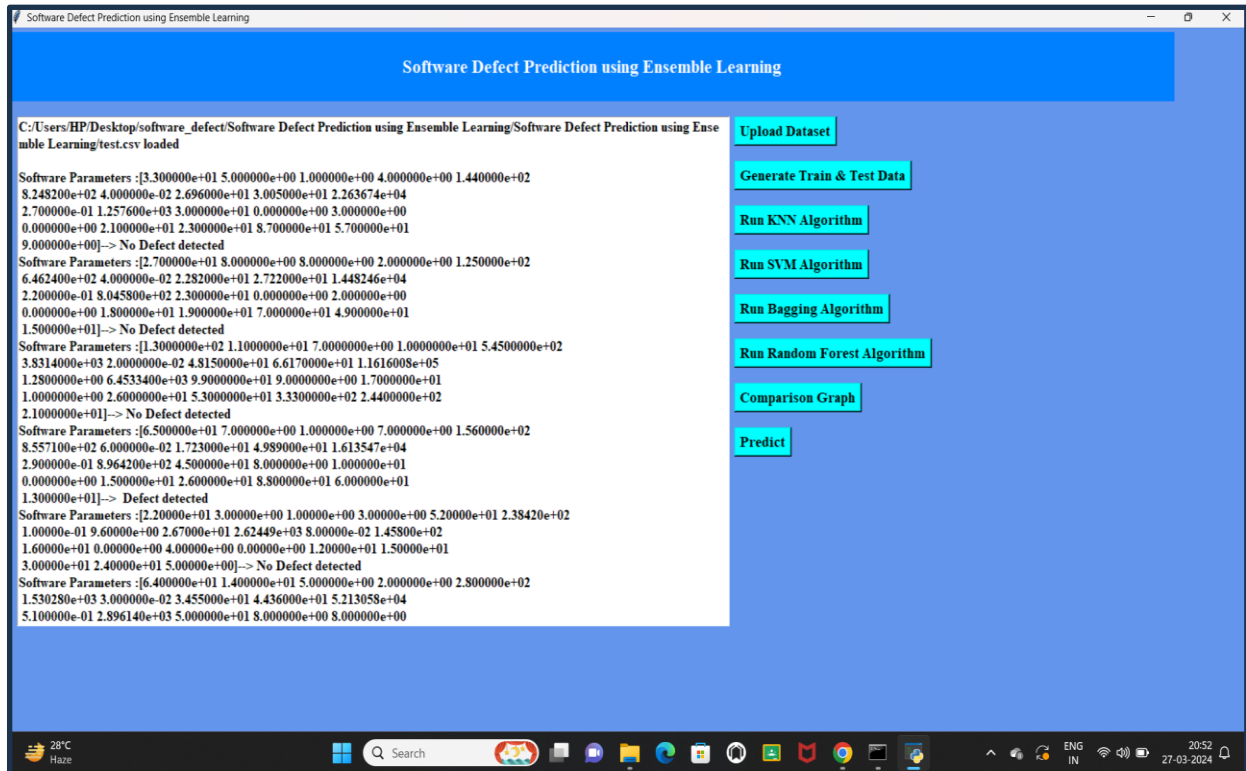 Software Defect Prediction using Ensemble Learning
Software Defect Prediction using Ensemble Learning
C:/Users/HP/Desktop/software_defect/Software Defect Prediction using Ensemble Learning/Software Defect Prediction using Ense
mble Learning/test.csv loaded
Software Parameters :[3.300000e+01 5.000000e+00 1.000000e+00 4.000000e+00 1.440000e+02
8.248200e+02 4.000000e-02 2.696000e+01 3.005000e+01 2.263674e+04
2.700000e-01 1.257600e+03 3.000000e+01 0.000000e+00 3.000000e+00
0.000000e+00 2.100000e+01 2.300000e+01 8.700000e+01 5.700000e+01
9.000000e+00]--> No Defect detected
Software Parameters :[2.700000e+01 8.000000e+00 8.000000e+00 2.000000e+00 1.250000e+02
6.462400e+02 4.000000e-02 2.282000e+01 2.722000e+01 1.448246e+04
2.200000e-01 8.045800e+02 2.300000e+01 0.000000e+00 2.000000e+00
0.000000e+00 1.800000e+01 1.900000e+01 7.000000e+01 4.900000e+01
1.500000e+01]--> No Defect detected
Software Parameters :[1.3000000e+02 1.1000000e+01 7.0000000e+00 1.0000000e+01 5.4500000e+02
3.8314000e+03 2.0000000e-02 4.8150000e+01 6.6170000e+01 1.1616008e+05
1.2800000e+00 6.4533400e+03 9.9000000e+01 9.0000000e+00 1.7000000e+01
1.0000000e+00 2.6000000e+01 5.3000000e+01 3.3300000e+02 2.4400000e+02
2.1000000e+01]--> No Defect detected
Software Parameters :[6.500000e+01 7.000000e+00 1.000000e+00 7.000000e+00 1.560000e+02
8.557100e+02 6.000000e-02 1.723000e+01 4.989000e+01 1.613547e+04
2.900000e-01 8.964200e+02 4.500000e+01 8.000000e+00 1.000000e+01
0.000000e+00 1.500000e+01 2.600000e+01 8.800000e+01 6.000000e+01
1.300000e+01]-->  Defect detected
Software Parameters :[2.20000e+01 3.00000e+00 1.00000e+00 3.00000e+00 5.20000e+01 2.38420e+02
1.00000e-01 9.60000e+00 2.67000e+01 2.62449e+03 8.00000e-02 1.45800e+02
1.60000e+01 0.00000e+00 4.00000e+00 0.00000e+00 1.20000e+01 1.50000e+01
3.00000e+01 2.40000e+01 5.00000e+00]--> No Defect detected
Software Parameters :[6.400000e+01 1.400000e+01 5.000000e+00 2.000000e+00 2.800000e+02
1.530280e+03 3.000000e-02 3.455000e+01 4.436000e+01 5.213058e+04
5.100000e-01 2.896140e+03 5.000000e+01 8.000000e+00 8.000000e+00
Upload Dataset
Generate Train & Test Data
Run KNN Algorithm
Run SVM Algorithm
Run Bagging Algorithm
Run Random Forest Algorithm
Comparison Graph
Predict
28°C
Haze
Search
ENG
IN
20:52
27-03-2024